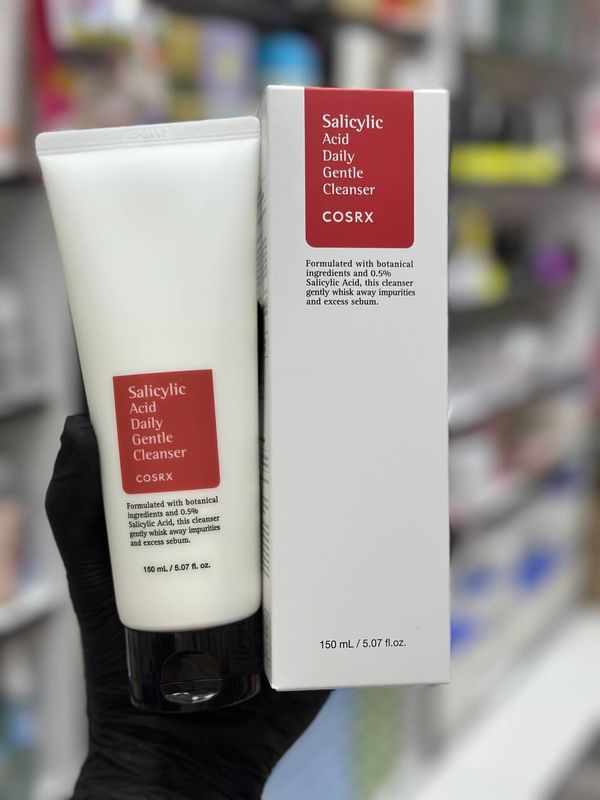 Salicylic
Acid
Daily
Gentle
Cleanser
COSRX
Formulated with botanical
ingredients and 0.5%
Salicylic Acid, this cleanser
gently whisk away impurities
and excess sebum.
150 mL / 5.07 fl. oz.
Salicylic
Acid
Daily
Gentle
Cleanser
COSRX
Formulated with botanical
ingredients and 0.5%
Salicylic Acid, this cleanser
gently whisk away impurities
and excess sebum.
150 mL / 5.07 fl.oz.